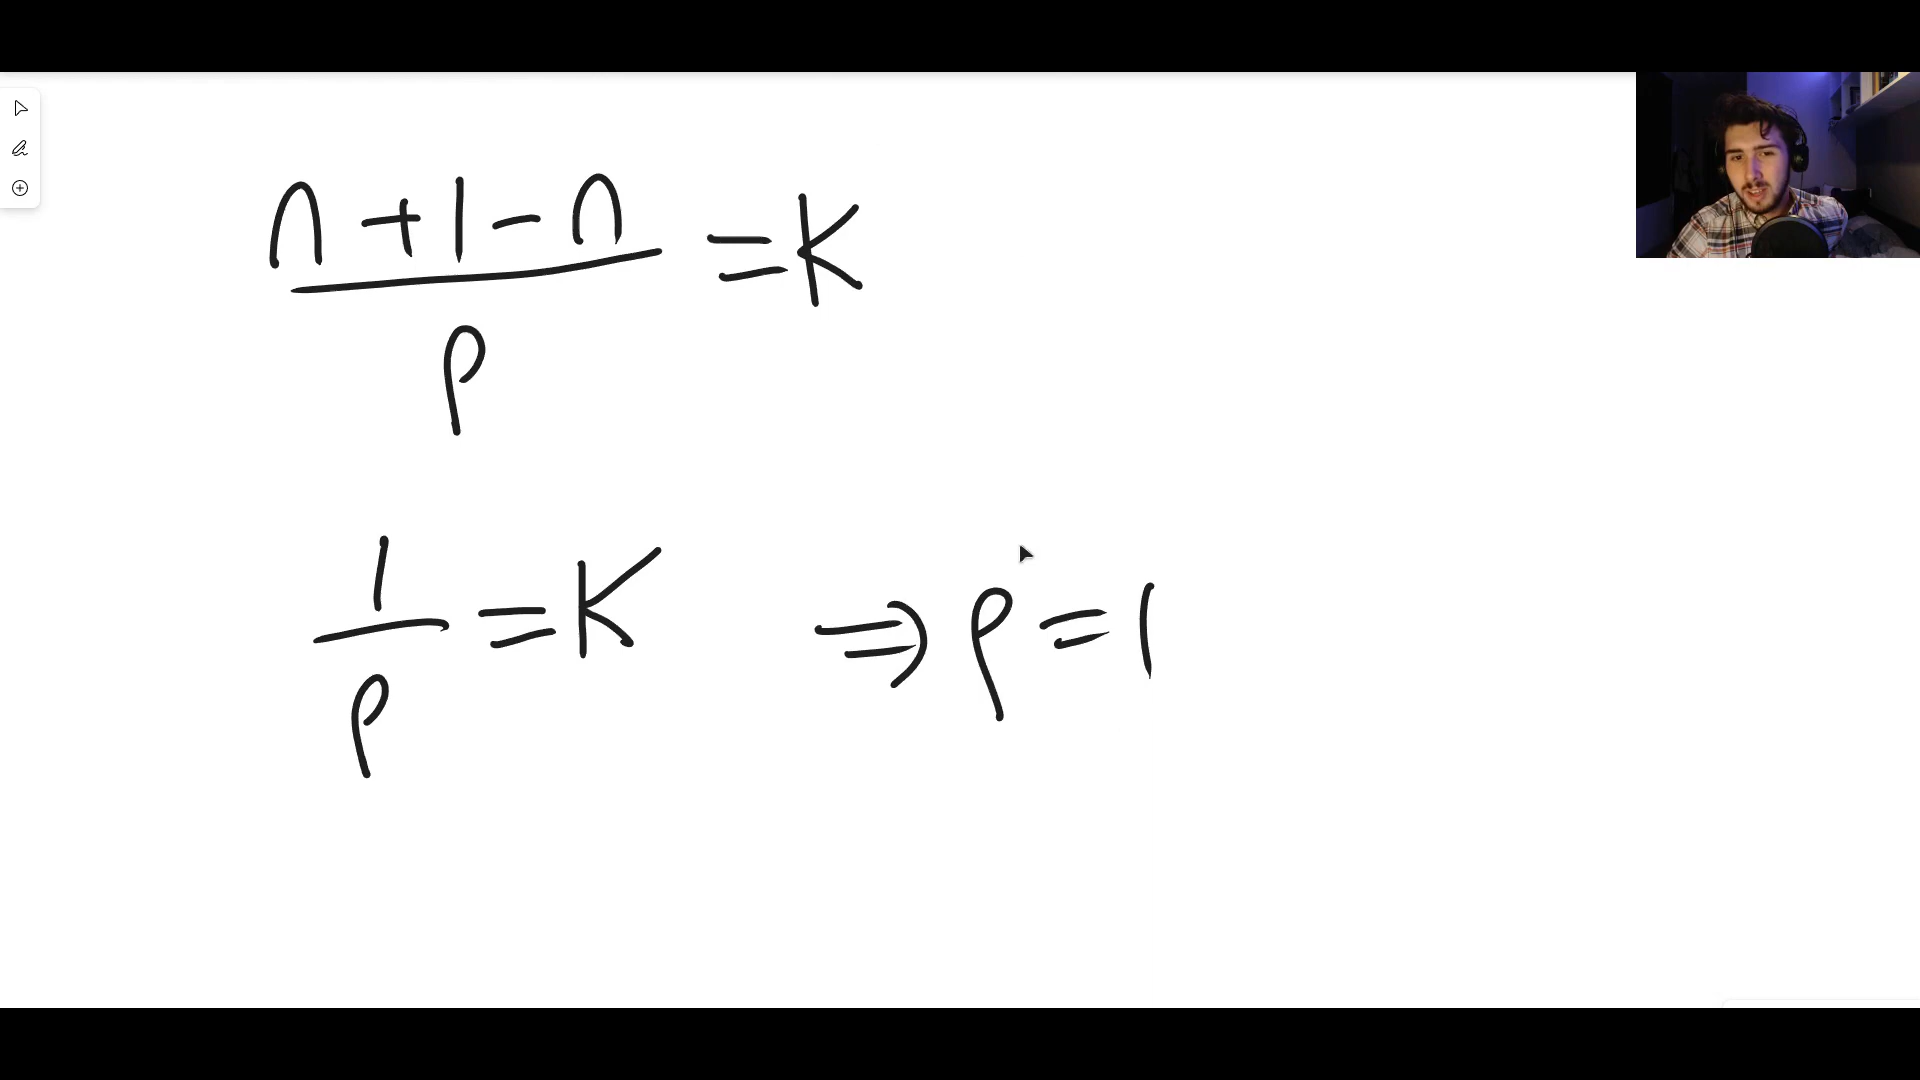 n + 1 - n
= K
p
1
= K ⇒ p = 1
p